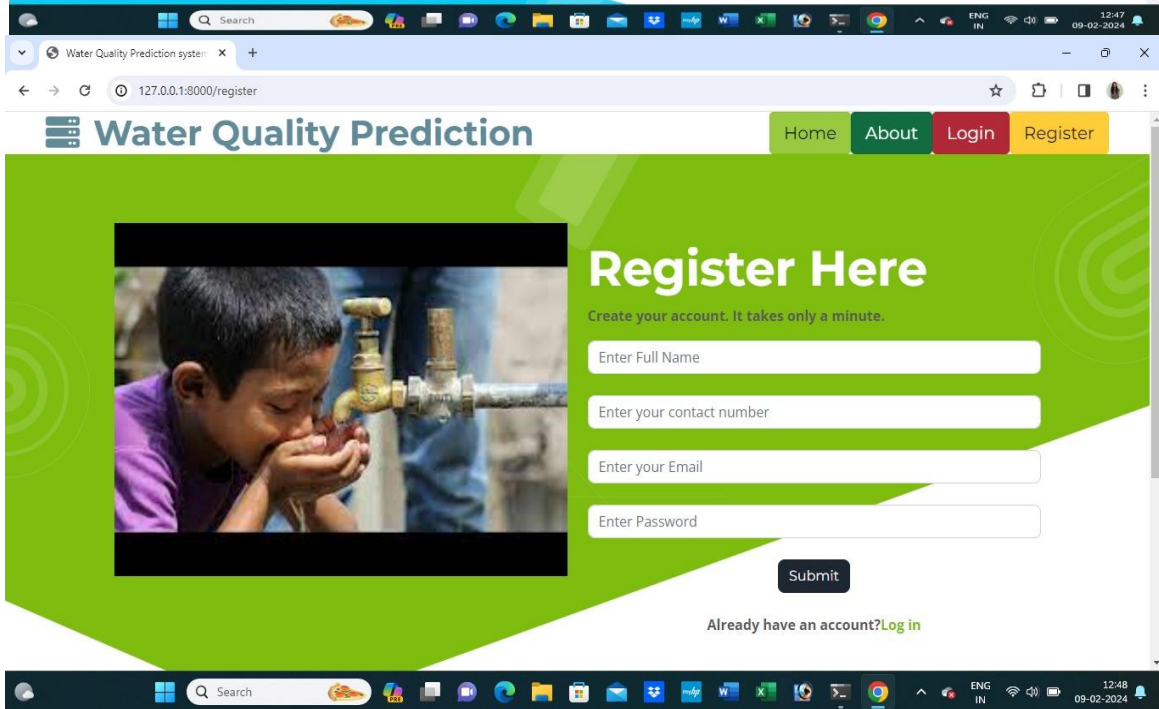 Search
ENG
IN
12:47
09-02-2024
Water Quality Prediction system
127.0.0.1:8000/register
Water Quality Prediction
Home About Login Register
Register Here
Create your account. It takes only a minute.
Enter Full Name
Enter your contact number
Enter your Email
Enter Password
Submit
Already have an account?Log in
Search
ENG
IN
12:48
09-02-2024